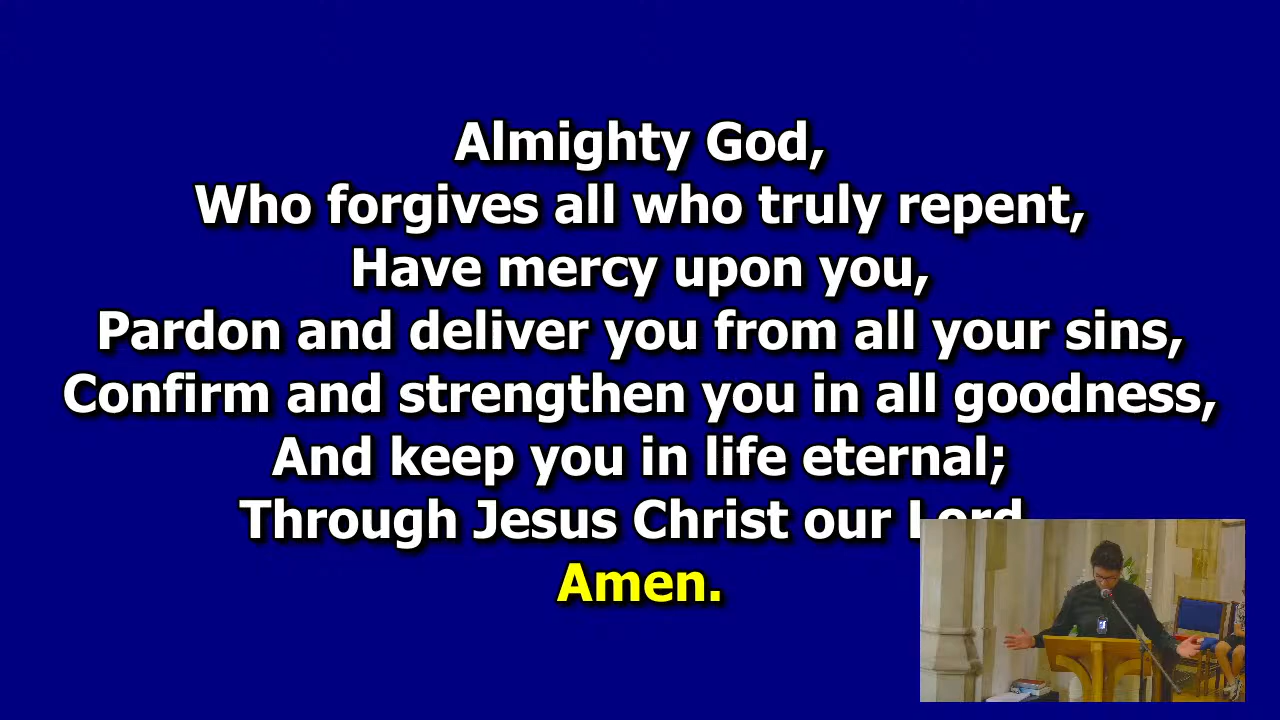 Almighty God,
Who forgives all who truly repent,
Have mercy upon you,
Pardon and deliver you from all your sins,
Confirm and strengthen you in all goodness,
And keep you in life eternal;
Through Jesus Christ our Lord
Amen.